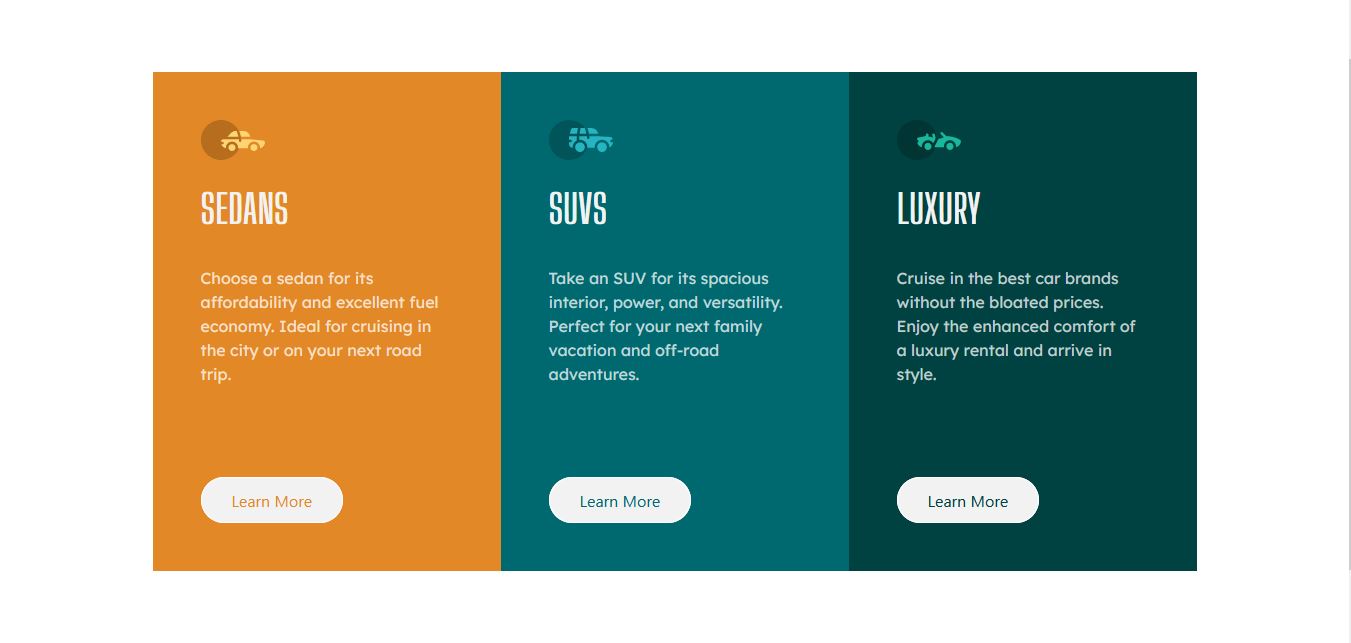 SEDANS
Choose a sedan for its
affordability and excellent fuel
economy. Ideal for cruising in
the city or on your next road
trip.
Learn More
SUVS
Take an SUV for its spacious
interior, power, and versatility.
Perfect for your next family
vacation and off-road
adventures.
Learn More
LUXURY
Cruise in the best car brands
without the bloated prices.
Enjoy the enhanced comfort of
a luxury rental and arrive in
style.
Learn More